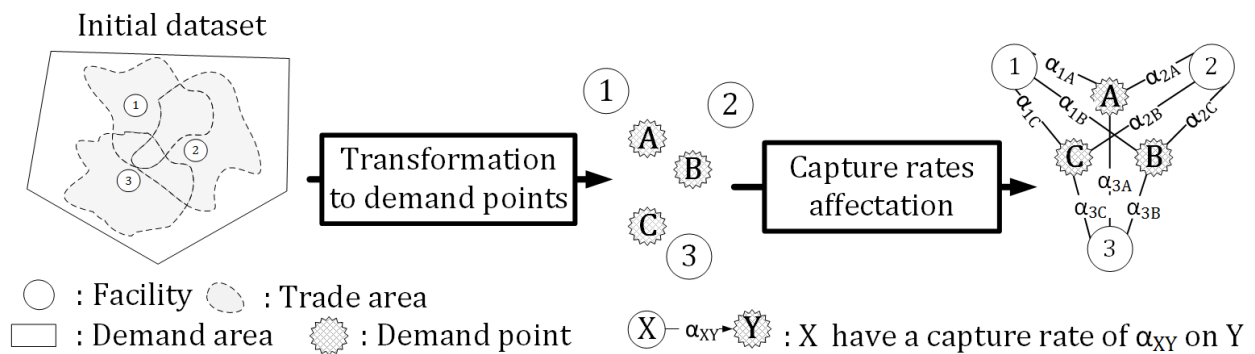 Initial dataset
1
2
3
Transformation
to demand points
1
2
A
B
C
3
Capture rates
affectation
1
2
α1A
α2A
A
α1B
α2B
α1C
α2C
C
B
α3A
α3C
α3B
3
: Facility
: Trade area
: Demand area
: Demand point
X
αXY
Y
: X have a capture rate of αXY on Y